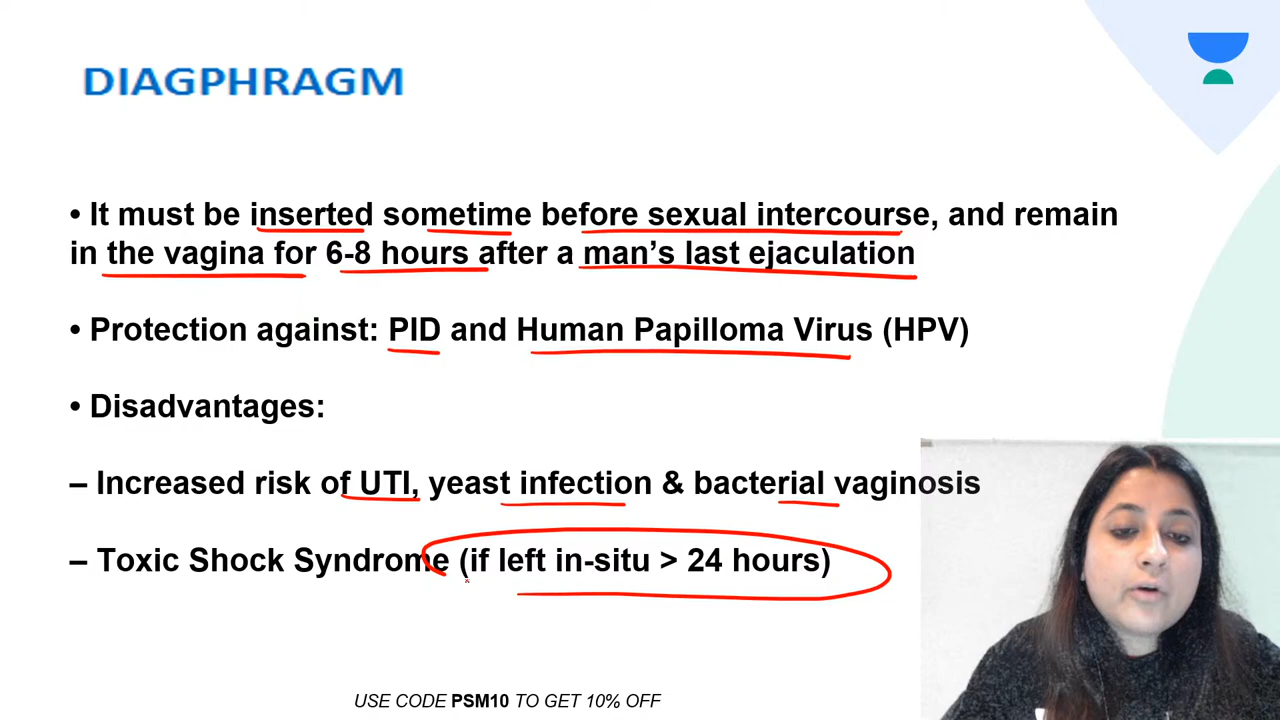 DIAGPHRAGM
• It must be inserted sometime before sexual intercourse, and remain
in the vagina for 6-8 hours after a man’s last ejaculation
• Protection against: PID and Human Papilloma Virus (HPV)
• Disadvantages:
– Increased risk of UTI, yeast infection & bacterial vaginosis
– Toxic Shock Syndrome (if left in-situ > 24 hours)
USE CODE PSM10 TO GET 10% OFF